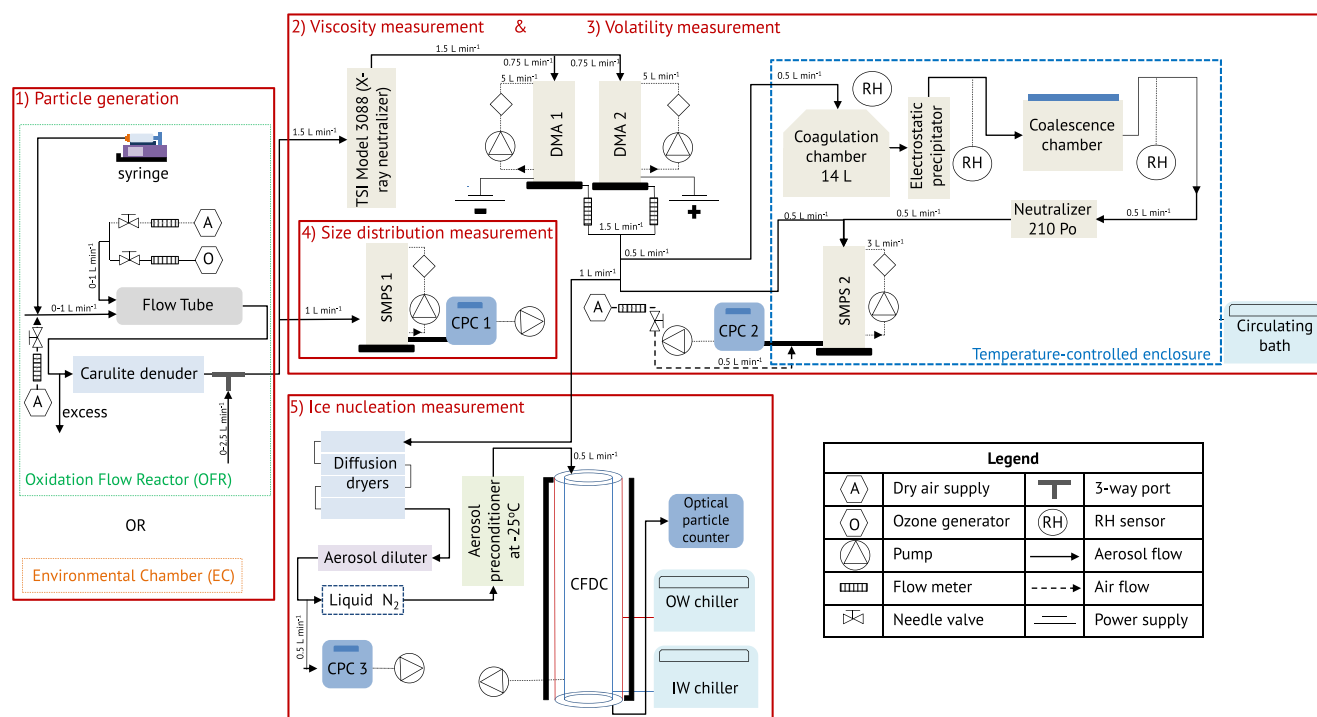 2) Viscosity measurement & 3) Volatility measurement
1.5 L min⁻¹
0.75 L min⁻¹
0.75 L min⁻¹
5 L min⁻¹
5 L min⁻¹
TSI Model 3088 (X-
ray neutralizer)
DMA 1
DMA 2
-
+
1.5 L min⁻¹
1.5 L min⁻¹
0.5 L min⁻¹
RH
Coagulation
chamber
14 L
Electrostatic
precipitator
RH
Coalescence
chamber
RH
0.5 L min⁻¹
Neutralizer
210 Po
0.5 L min⁻¹
0.5 L min⁻¹
0.5 L min⁻¹
1 L min⁻¹
3 L min⁻¹
SMPS 2
A
CPC 2
0.5 L min⁻¹
Temperature-controlled enclosure
Circulating
bath
1) Particle generation
syringe
A
O
0-1 L min⁻¹
0-1 L min⁻¹
Flow Tube
Carulite denuder
A
excess
0-2.5 L min⁻¹
Oxidation Flow Reactor (OFR)
OR
Environmental Chamber (EC)
4) Size distribution measurement
1 L min⁻¹
SMPS 1
CPC 1
5) Ice nucleation measurement
Diffusion
dryers
Aerosol diluter
Liquid N₂
0.5 L min⁻¹
CPC 3
Aerosol
preconditioner
at -25ºC
0.5 L min⁻¹
CFDC
Optical
particle
counter
OW chiller
IW chiller
Legend
A Dry air supply 3-way port
O Ozone generator RH RH sensor
Pump Aerosol flow
Flow meter Air flow
Needle valve Power supply